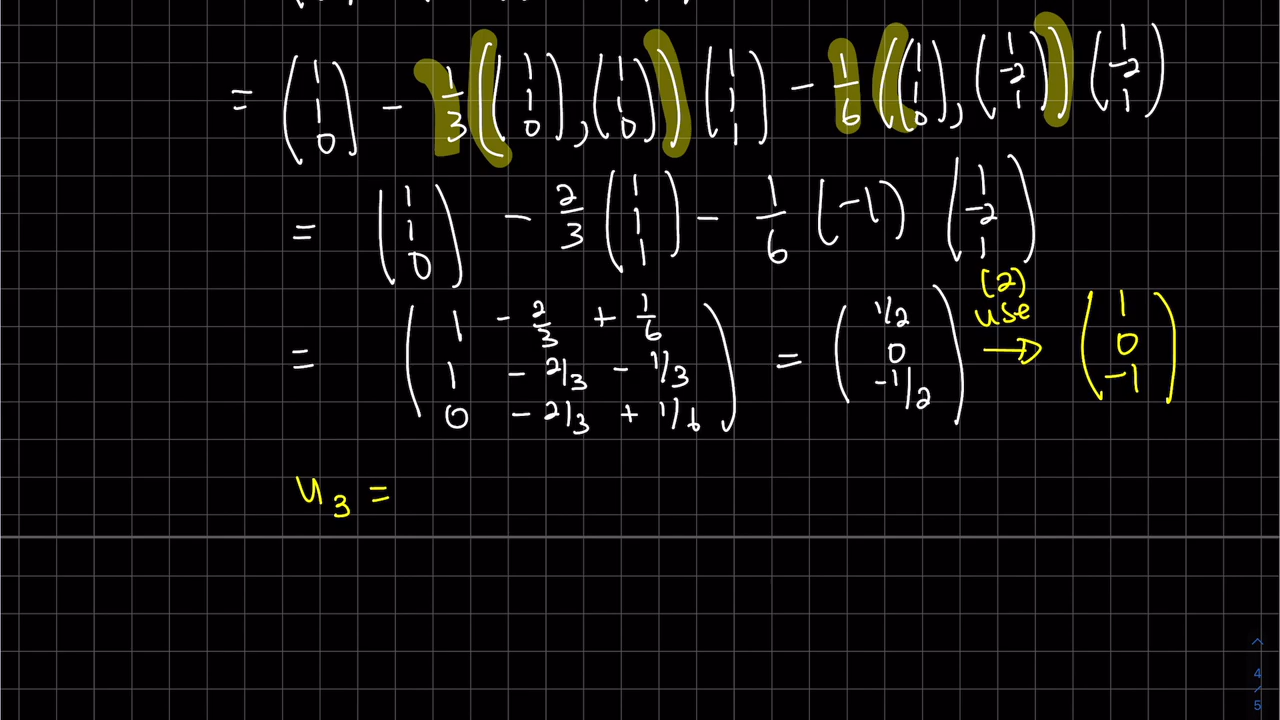 = (1 1 0) - 1/3 ((1 1 0), (1 1 0)) (1 1 1) - 1/6 ((1 1 0), (1 -2 1)) (1 -2 1)
= (1 1 0) - 2/3 (1 1 1) - 1/6 (-1) (1 -2 1)
= (1 - 2/3 + 1/6
1 - 2/3 - 1/3
0 - 2/3 + 1/6) = (1/2 0 -1/2) (2) use → (1 0 -1)
u3 =
4/5